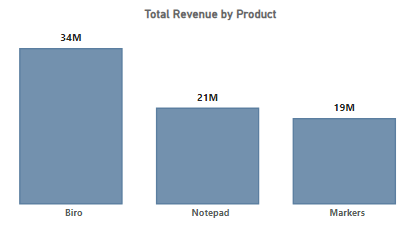 Total Revenue by Product
34M
21M
19M
Biro
Notepad
Markers